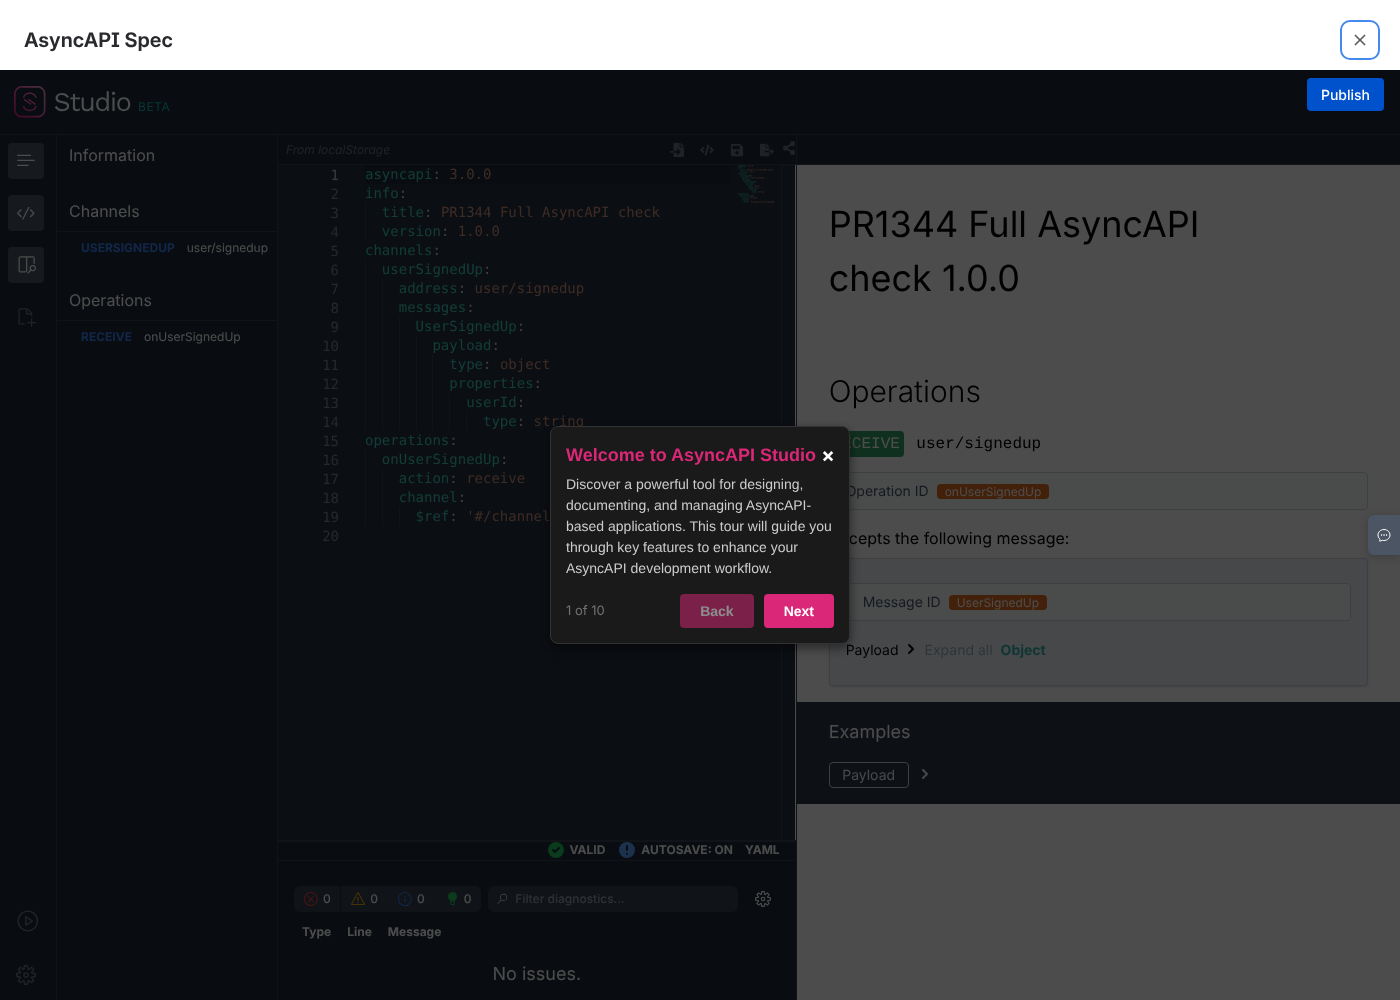 AsyncAPI Spec
Publish
Studio BETA
From localStorage
Information
Channels
USERSIGNEDUP user/signedup
Operations
RECEIVE onUserSignedUp
1 asyncapi: 3.0.0
2 info:
3 title: PR1344 Full AsyncAPI check
4 version: 1.0.0
5 channels:
6 userSignedUp:
7 address: user/signedup
8 messages:
9 UserSignedUp:
10 payload:
11 type: object
12 properties:
13 userId:
14 type: string
15 operations:
16 onUserSignedUp:
17 action: receive
18 channel:
19 $ref: '#/channel
20
Welcome to AsyncAPI Studio
Discover a powerful tool for designing,
documenting, and managing AsyncAPI-
based applications. This tour will guide you
through key features to enhance your
AsyncAPI development workflow.
1 of 10 Back Next
PR1344 Full AsyncAPI
check 1.0.0
Operations
CEIVE user/signedup
Operation ID onUserSignedUp
cepts the following message:
Message ID UserSignedUp
Payload Expand all Object
Examples
Payload
VALID AUTOSAVE: ON YAML
0 0 0 0 Filter diagnostics...
Type Line Message
No issues.